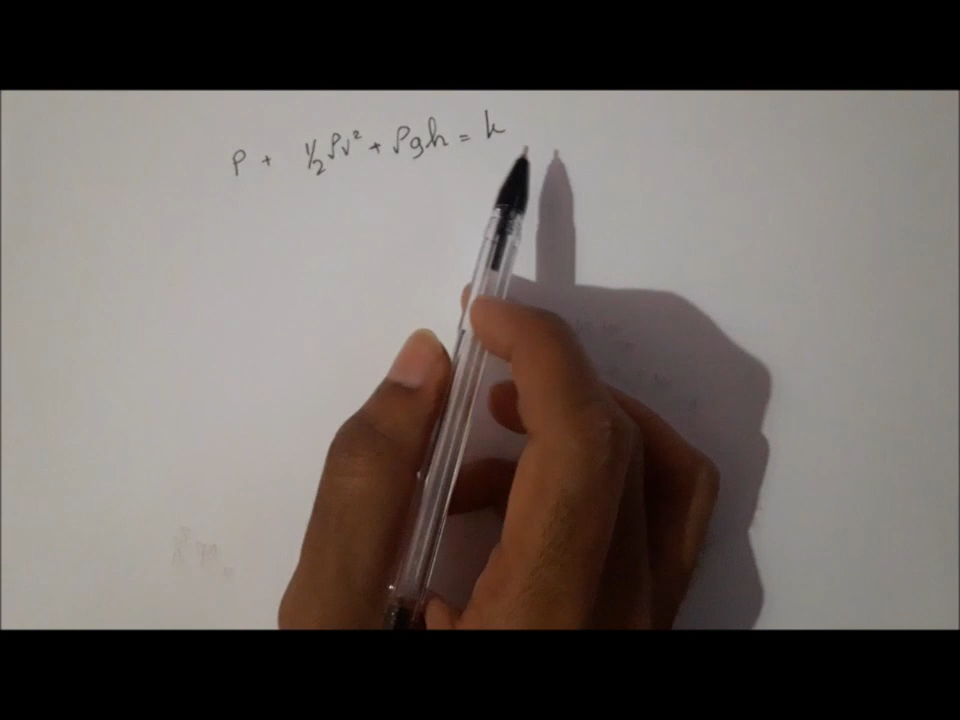 P + ½ρv² + ρgh = k